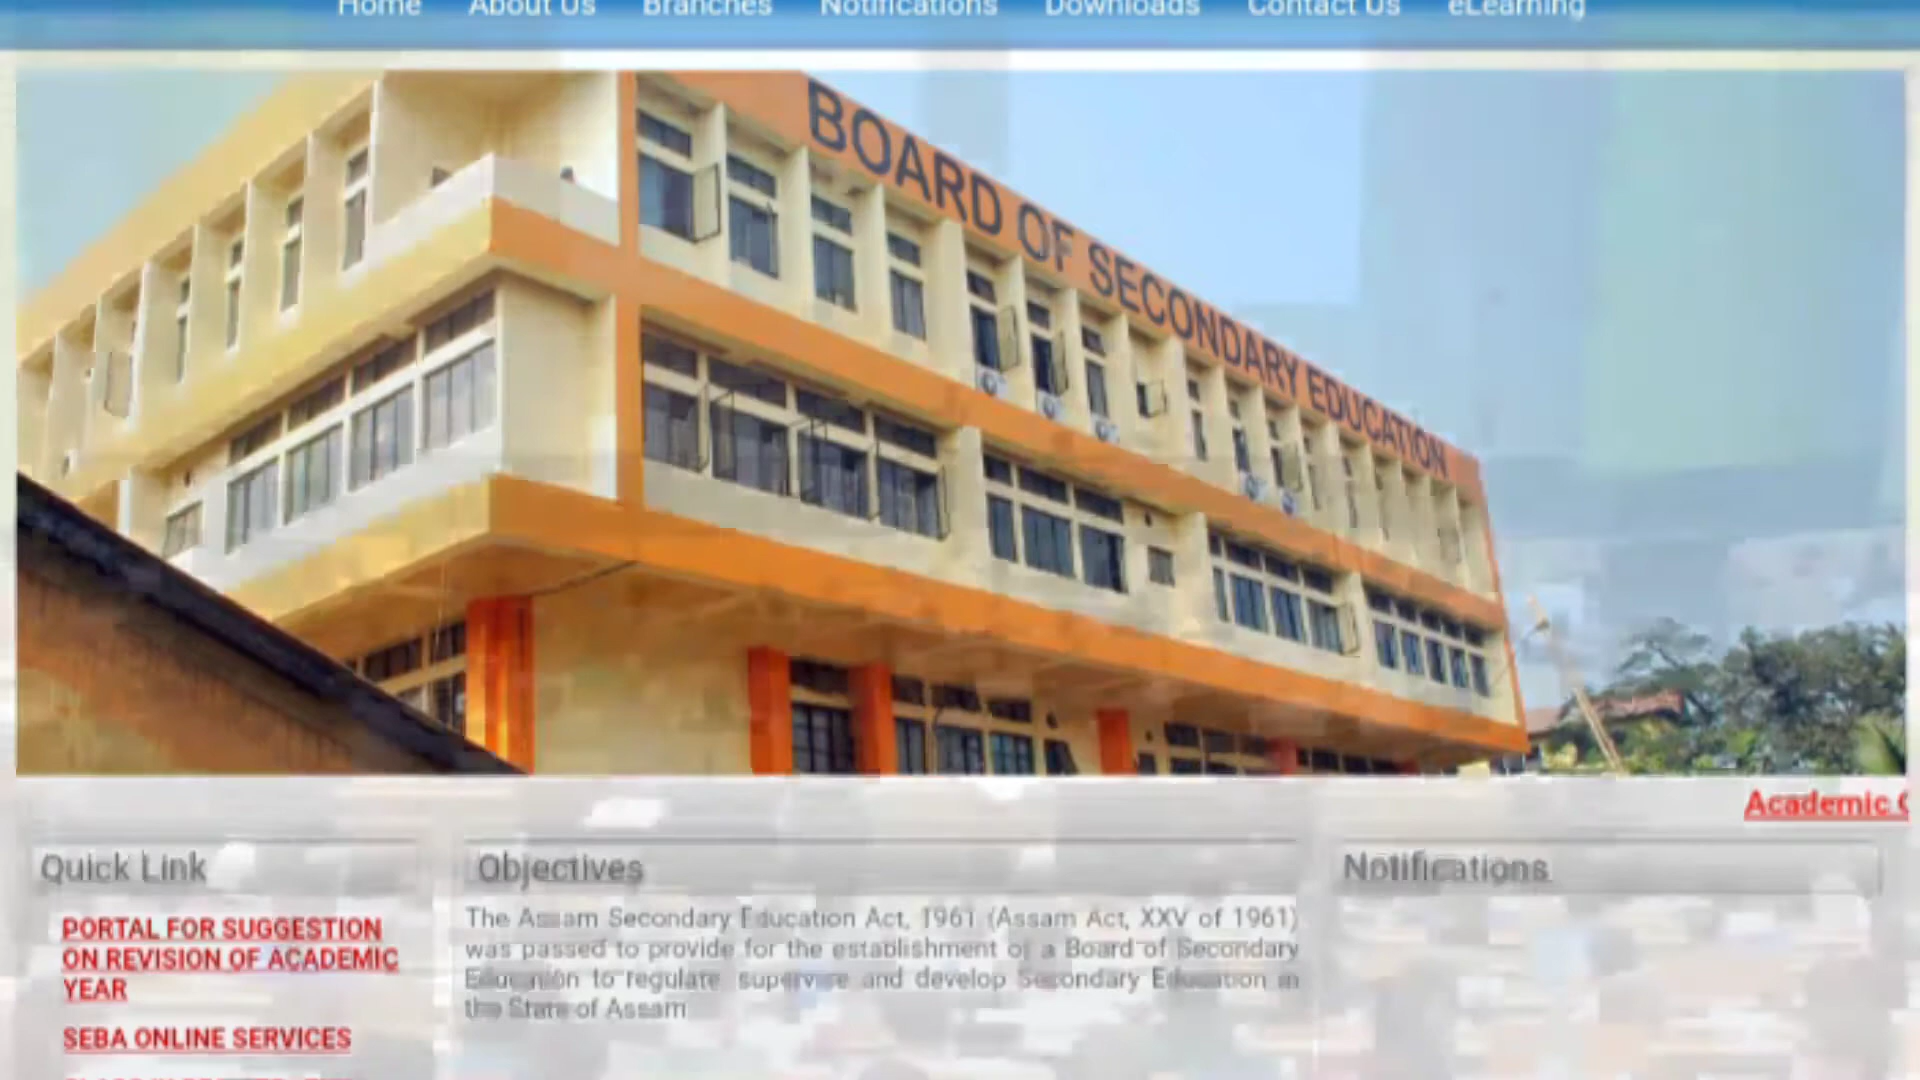 Home About Us Branches Notifications Downloads Contact Us eLearning
BOARD OF SECONDARY EDUCATION
Academic
Quick Link
PORTAL FOR SUGGESTION
ON REVISION OF ACADEMIC
YEAR
SEBA ONLINE SERVICES
Objectives
The Assam Secondary Education Act, 1961 (Assam Act, XXV of 1961)
was passed to provide for the establishment of a Board of Secondary
Education to regulate supervise and develop Secondary Education in
the State of Assam
Notifications